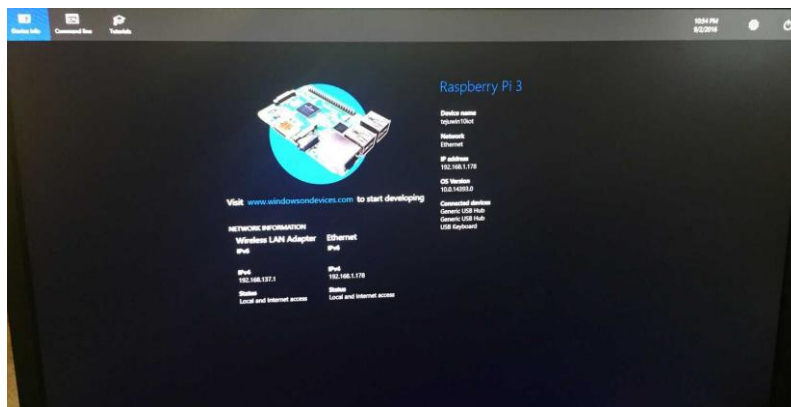 Device info
Command line
Tutorials
10:54 PM
8/2/2016
Raspberry Pi 3
Device name
tejuwin10iot
Network
Ethernet
IP address
192.168.1.178
OS Version
10.0.14393.0
Connected devices
Generic USB Hub
Generic USB Hub
USB Keyboard
Visit www.windowsondevices.com to start developing
NETWORK INFORMATION
Wireless LAN Adapter
IPv6
IPv4
192.168.137.1
Status
Local and Internet access
Ethernet
IPv6
IPv4
192.168.1.178
Status
Local and Internet access